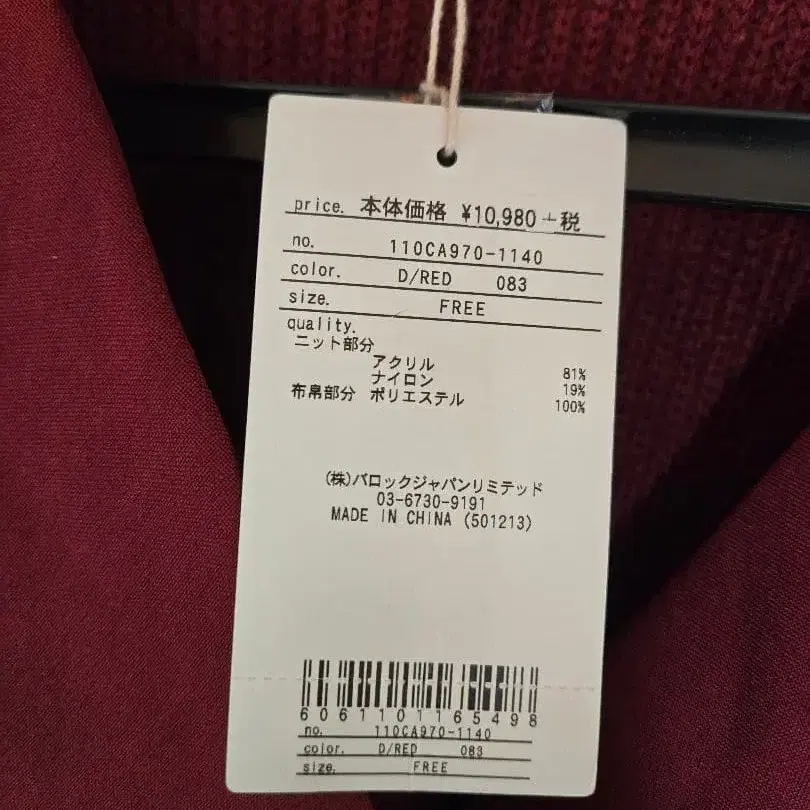 price. 本体価格 ¥10,980+税
no. 110CA970-1140
color. D/RED 083
size. FREE
quality.
ニット部分
アクリル 81%
ナイロン 19%
布帛部分 ポリエステル 100%
(株)バロックジャパンリミテッド
03-6730-9191
MADE IN CHINA (501213)
6061101165498
no. 110CA970-1140
color. D/RED 083
size. FREE